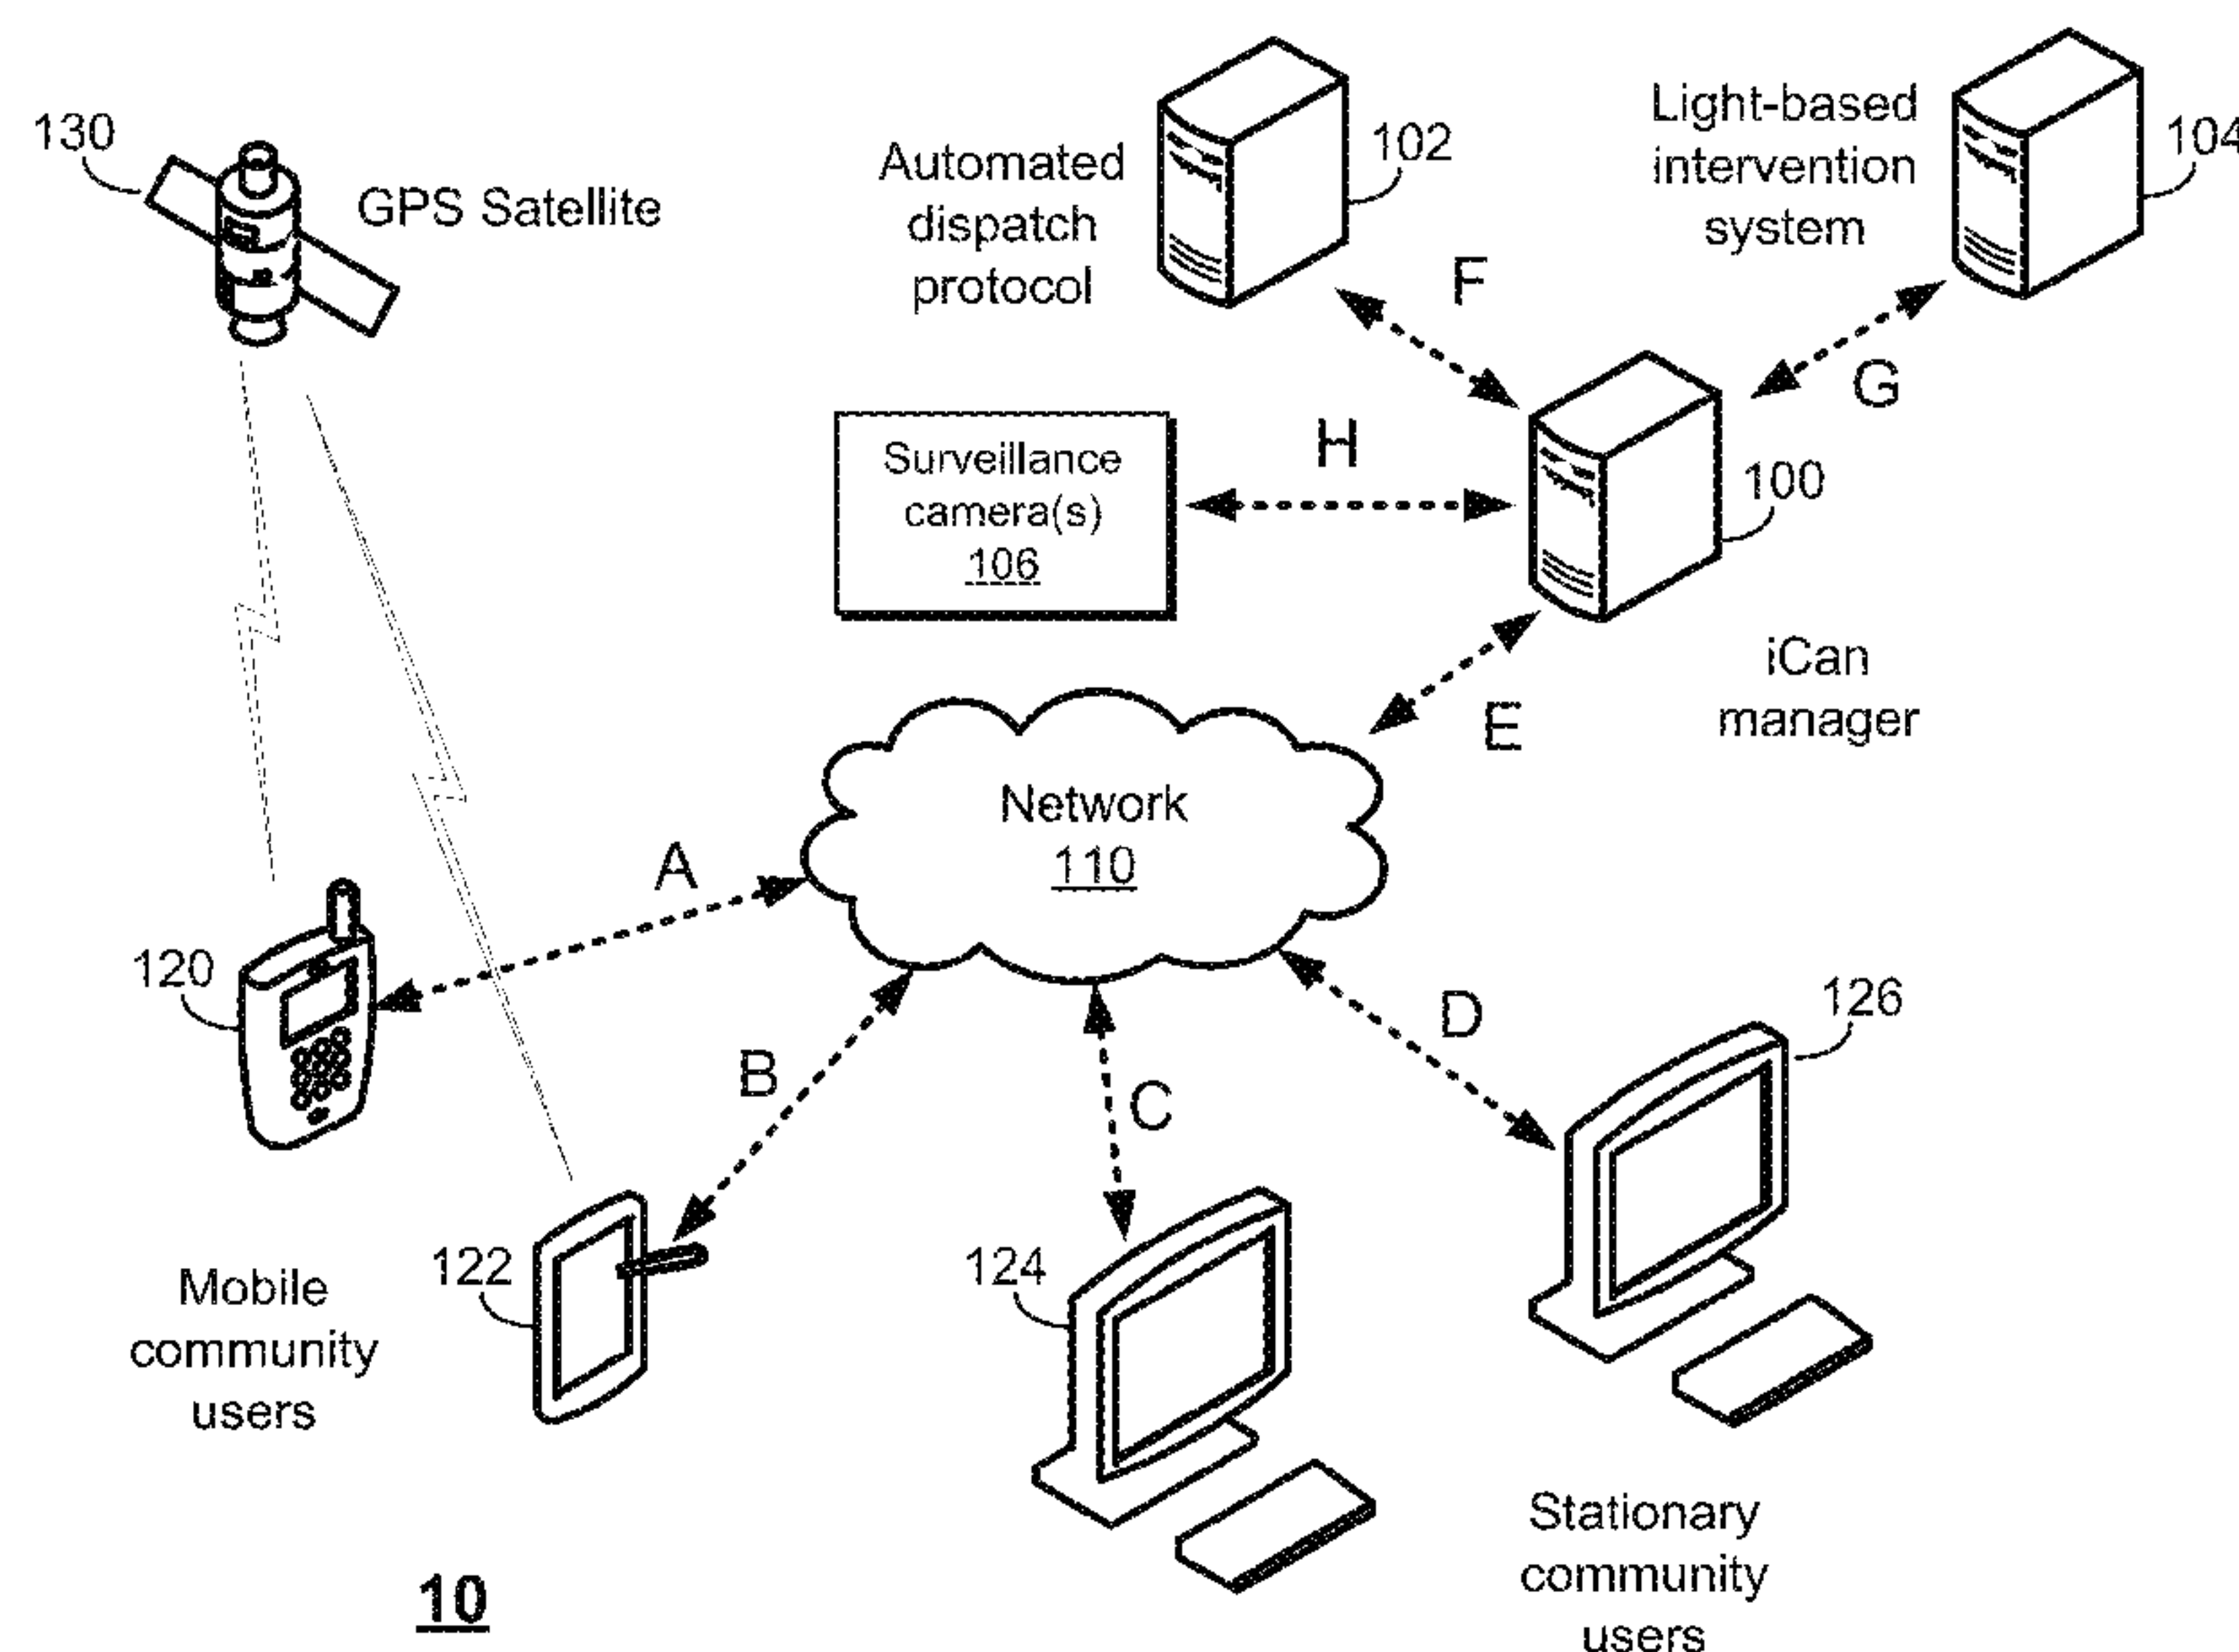 130
GPS Satellite
Automated
dispatch
protocol
102
Light-based
intervention
system
104
F
G
H
Surveillance
camera(s)
106
100
iCan
manager
E
Network
110
A
120
B
C
D
126
122
124
Mobile
community
users
Stationary
community
users
10